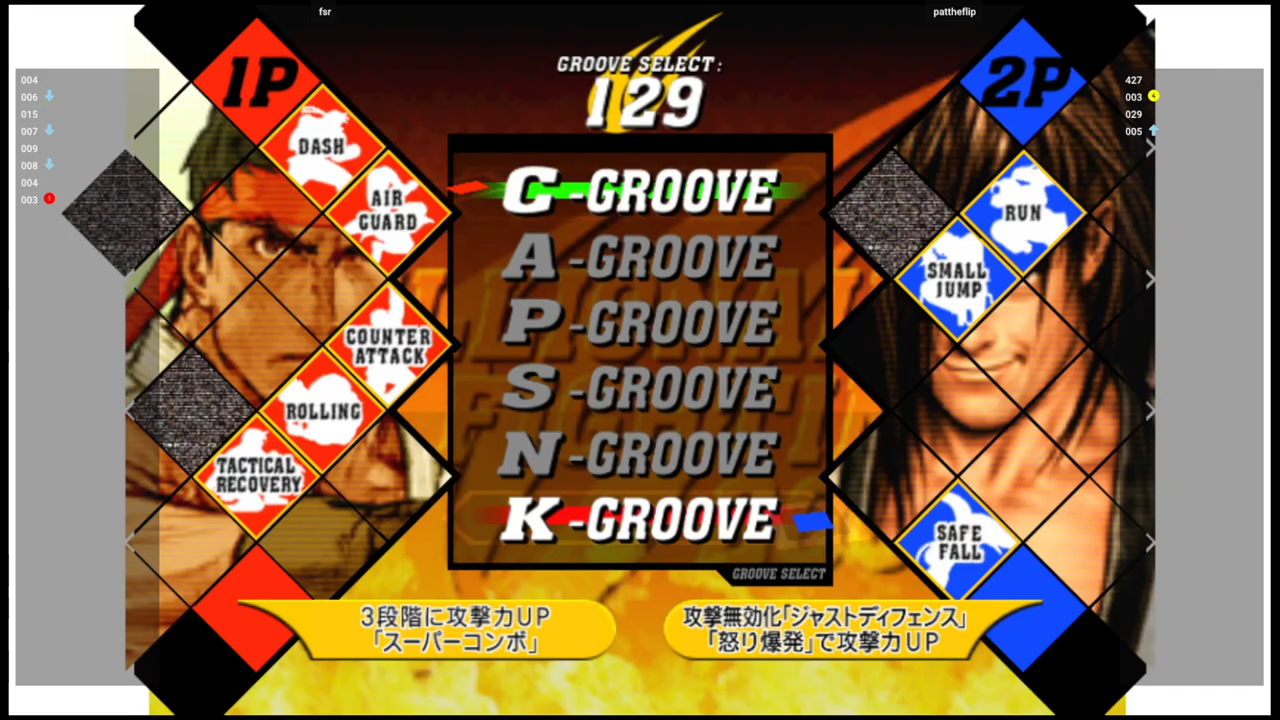 fsr
pattheflip
004
006
015
007
009
008
004
003 1
427
003 4
029
005
1P
2P
GROOVE SELECT:
129
DASH
AIR
GUARD
COUNTER
ATTACK
ROLLING
TACTICAL
RECOVERY
C-GROOVE
A-GROOVE
P-GROOVE
S-GROOVE
N-GROOVE
K-GROOVE
GROOVE SELECT
RUN
SMALL
JUMP
SAFE
FALL
3段階に攻撃力UP
「スーパーコンボ」
攻撃無効化「ジャストディフェンス」
「怒り爆発」で攻撃力UP